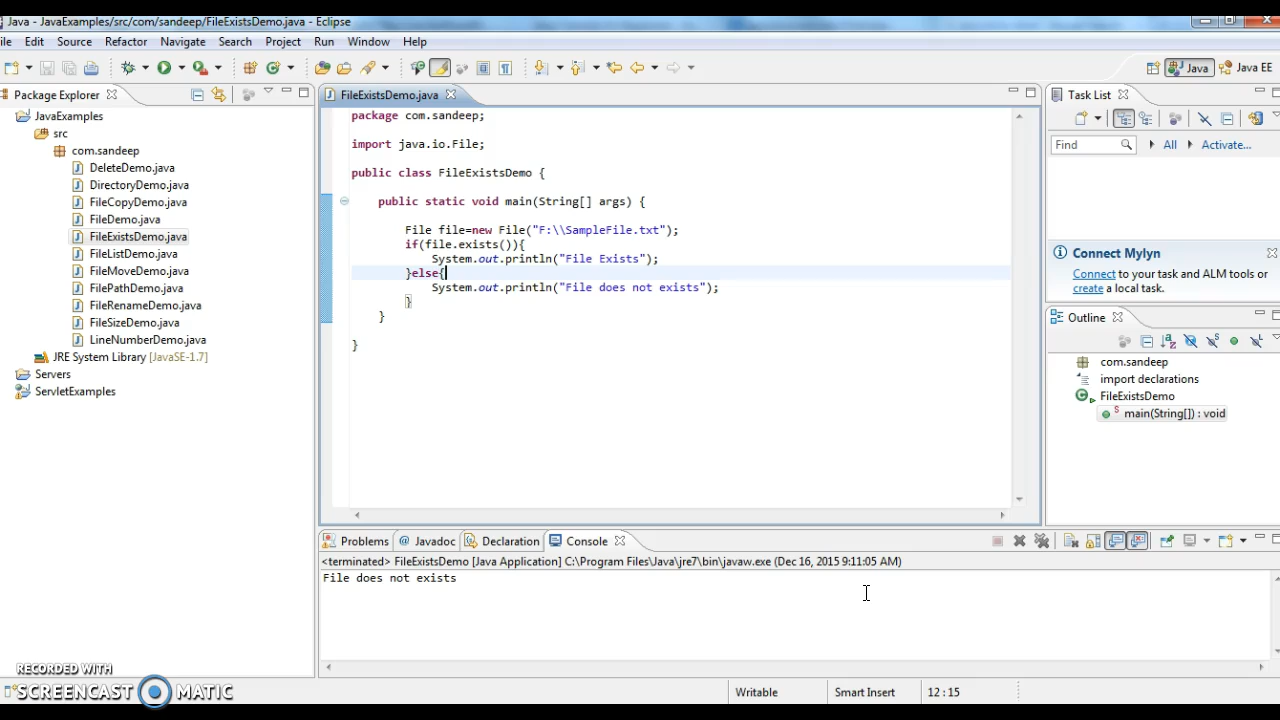 Java - JavaExamples/src/com/sandeep/FileExistsDemo.java - Eclipse
ile Edit Source Refactor Navigate Search Project Run Window Help
Java Java EE
Package Explorer
JavaExamples
src
com.sandeep
DeleteDemo.java
DirectoryDemo.java
FileCopyDemo.java
FileDemo.java
FileExistsDemo.java
FileListDemo.java
FileMoveDemo.java
FilePathDemo.java
FileRenameDemo.java
FileSizeDemo.java
LineNumberDemo.java
JRE System Library [JavaSE-1.7]
Servers
ServletExamples
FileExistsDemo.java
package com.sandeep;
import java.io.File;
public class FileExistsDemo {
public static void main(String[] args) {
File file=new File("F:\\SampleFile.txt");
if(file.exists()){
System.out.println("File Exists");
}else{
System.out.println("File does not exists");
}
}
}
Task List
Find All Activate...
Connect Mylyn
Connect to your task and ALM tools or
create a local task.
Outline
com.sandeep
import declarations
FileExistsDemo
main(String[]) : void
Problems Javadoc Declaration Console
<terminated> FileExistsDemo [Java Application] C:\Program Files\Java\jre7\bin\javaw.exe (Dec 16, 2015 9:11:05 AM)
File does not exists
Writable Smart Insert 12 : 15
RECORDED WITH
SCREENCAST MATIC